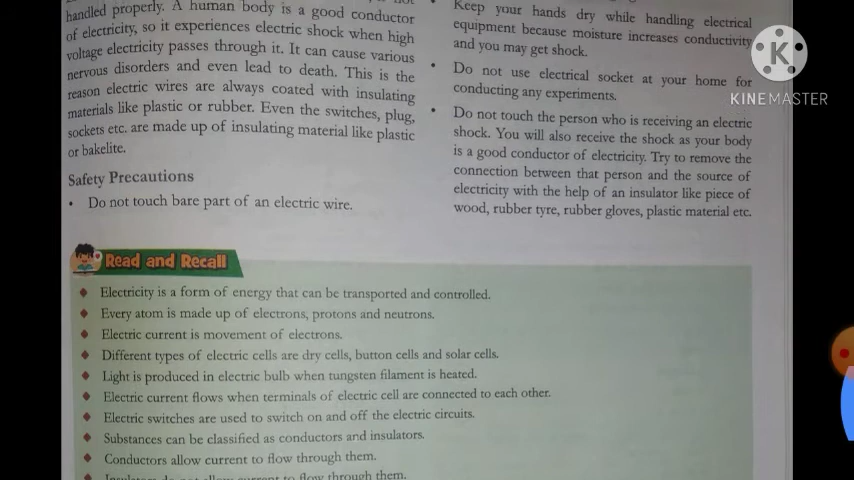 handled properly. A human body is a good conductor
of electricity, so it experiences electric shock when high
voltage electricity passes through it. It can cause various
nervous disorders and even lead to death. This is the
reason electric wires are always coated with insulating
materials like plastic or rubber. Even the switches, plug,
sockets etc. are made up of insulating material like plastic
or bakelite.
Safety Precautions
• Do not touch bare part of an electric wire.
• Keep your hands dry while handling electrical
equipment because moisture increases conductivity
and you may get shock.
• Do not use electrical socket at your home for
conducting any experiments.
• Do not touch the person who is receiving an electric
shock. You will also receive the shock as your body
is a good conductor of electricity. Try to remove the
connection between that person and the source of
electricity with the help of an insulator like piece of
wood, rubber tyre, rubber gloves, plastic material etc.
K
KINEMASTER
Read and Recall
◆ Electricity is a form of energy that can be transported and controlled.
◆ Every atom is made up of electrons, protons and neutrons.
◆ Electric current is movement of electrons.
◆ Different types of electric cells are dry cells, button cells and solar cells.
◆ Light is produced in electric bulb when tungsten filament is heated.
◆ Electric current flows when terminals of electric cell are connected to each other.
◆ Electric switches are used to switch on and off the electric circuits.
◆ Substances can be classified as conductors and insulators.
◆ Conductors allow current to flow through them.
◆ Insulators do not allow current to flow through them.